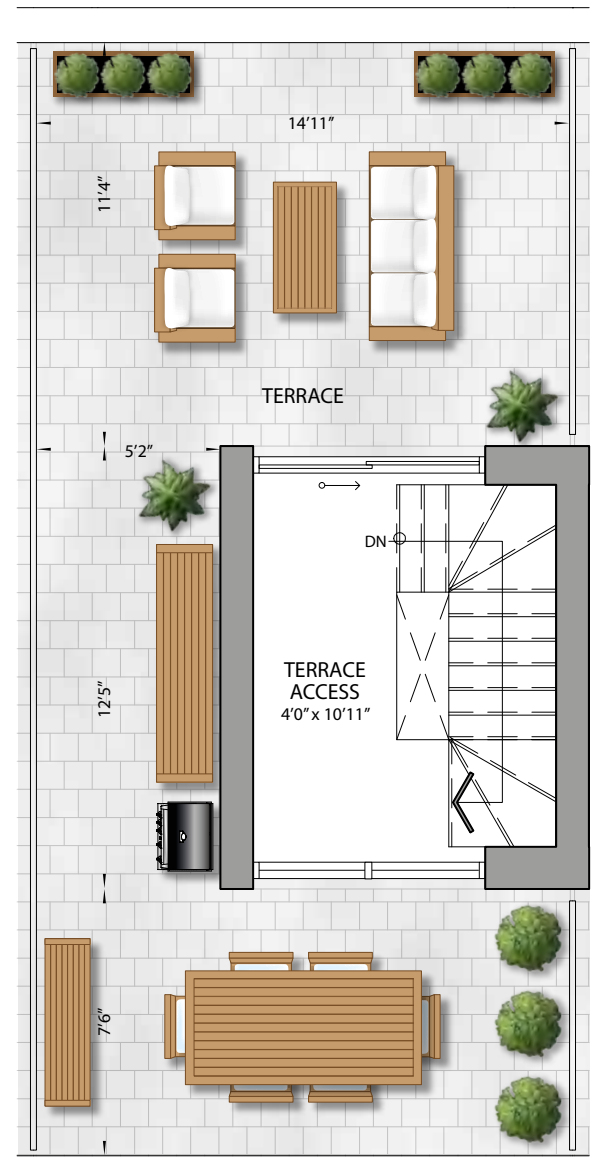 14'11"
11'4"
TERRACE
5'2"
DN
TERRACE
ACCESS
4'0" x 10'11"
12'5"
7'6"